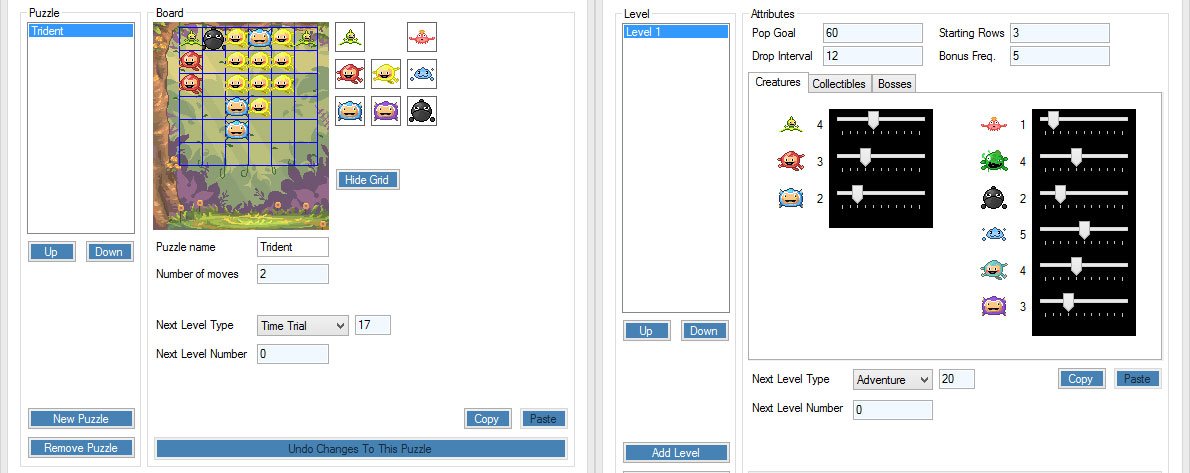 Puzzle
Trident
Up
Down
New Puzzle
Remove Puzzle
Board
Hide Grid
Puzzle name
Trident
Number of moves
2
Next Level Type
Time Trial
17
Next Level Number
0
Copy
Paste
Undo Changes To This Puzzle
Level
Level 1
Up
Down
Add Level
Attributes
Pop Goal
60
Starting Rows
3
Drop Interval
12
Bonus Freq.
5
Creatures
Collectibles
Bosses
4
3
2
1
4
2
5
4
3
Next Level Type
Adventure
20
Copy
Paste
Next Level Number
0